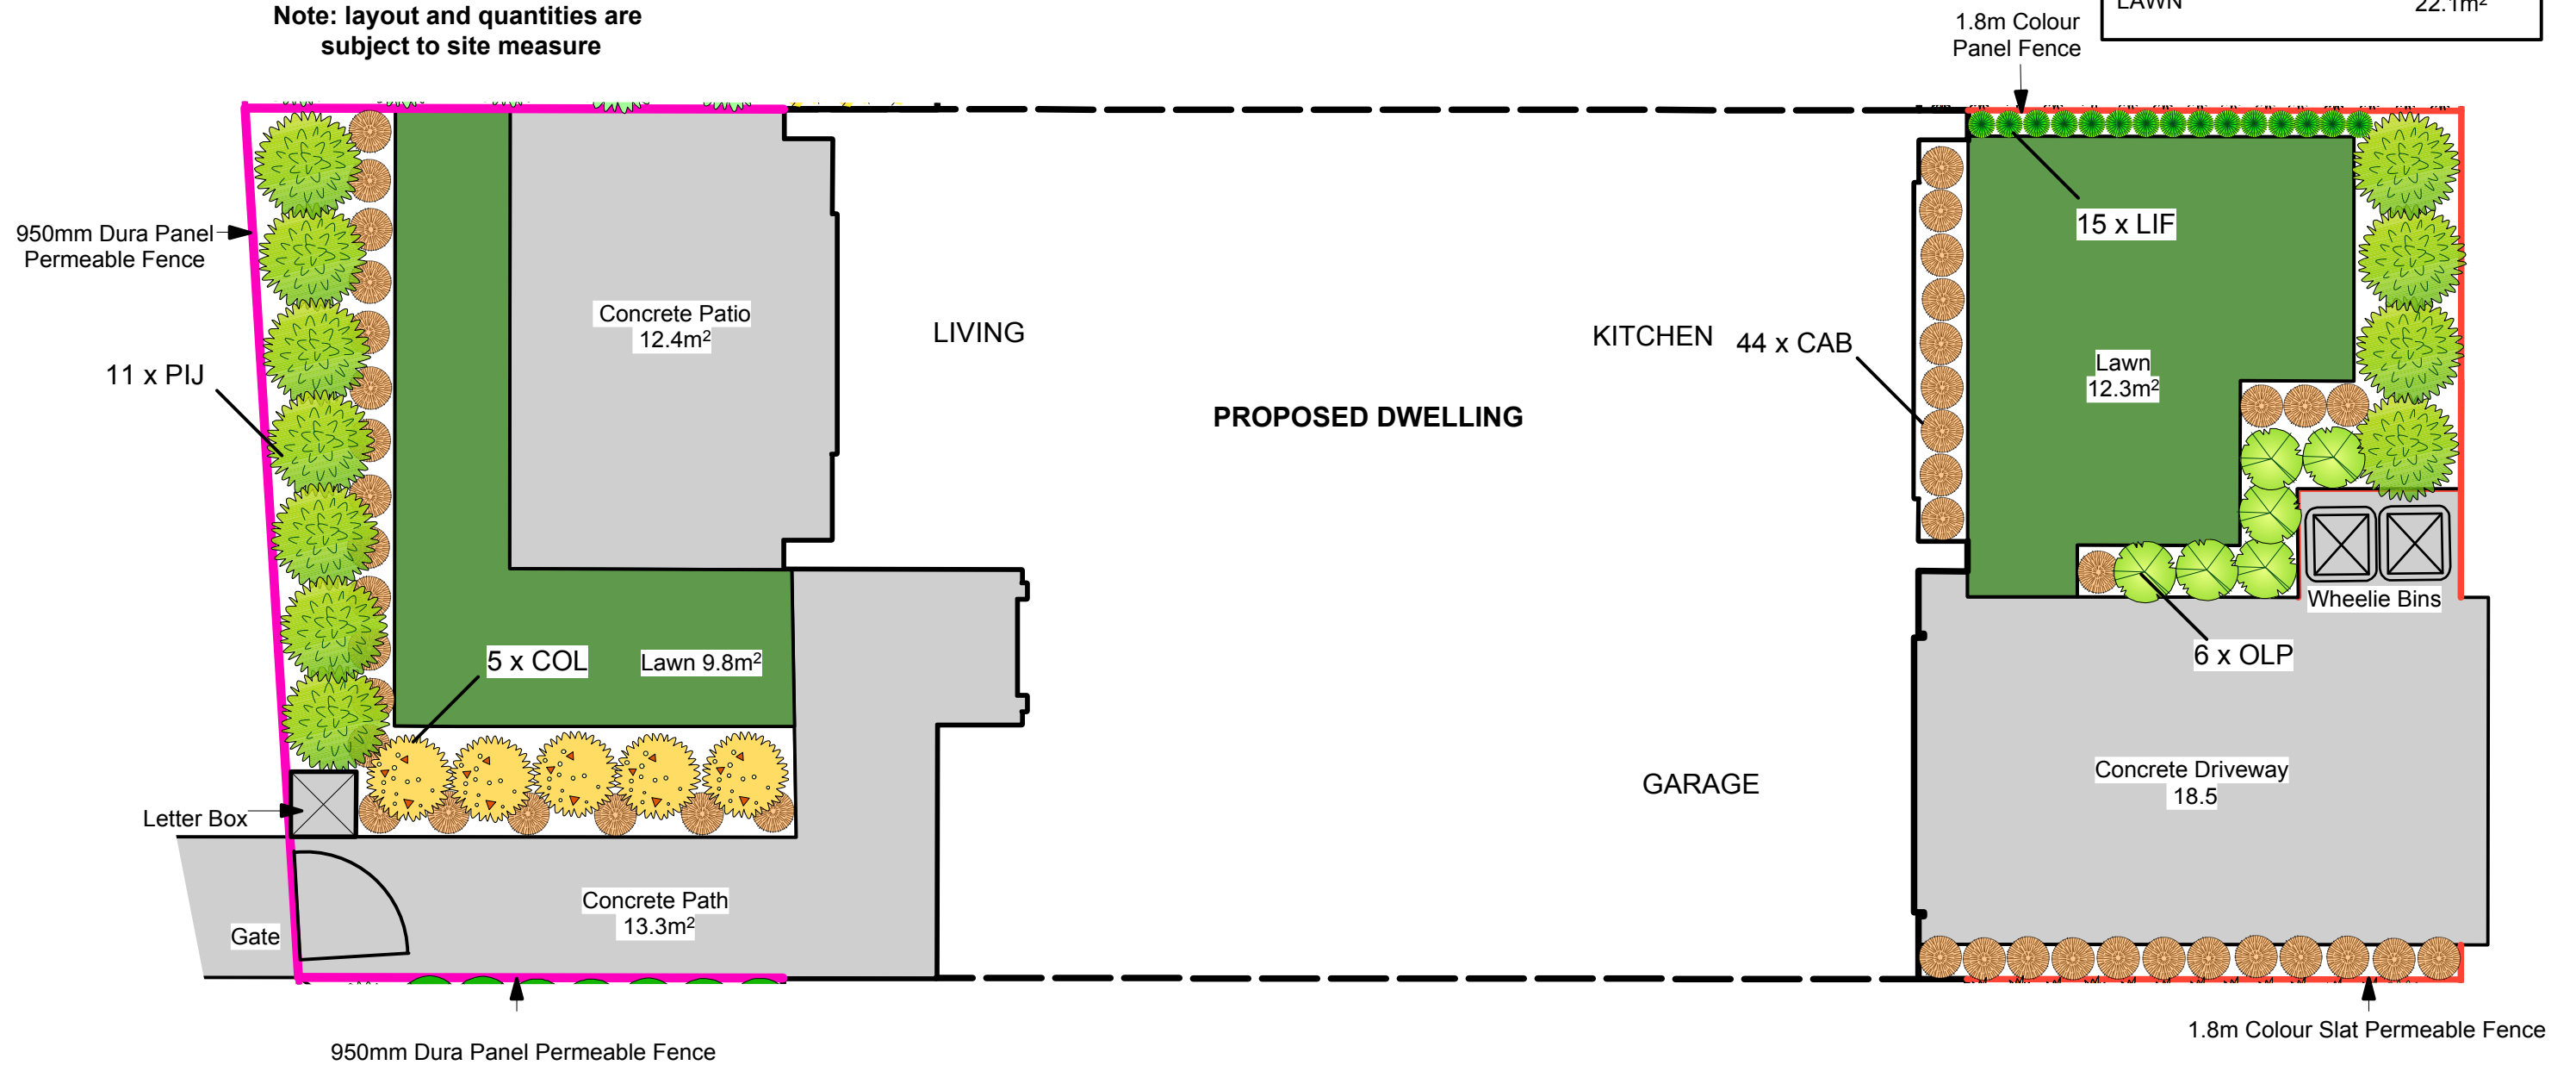 Note: layout and quantities are
subject to site measure
LAWN 22.1m²
1.8m Colour
Panel Fence
950mm Dura Panel
Permeable Fence
11 x PIJ
Concrete Patio
12.4m²
LIVING
KITCHEN
44 x CAB
PROPOSED DWELLING
15 x LIF
Lawn
12.3m²
Wheelie Bins
6 x OLP
5 x COL
Lawn 9.8m²
Letter Box
GARAGE
Concrete Driveway
18.5
Concrete Path
13.3m²
Gate
950mm Dura Panel Permeable Fence
1.8m Colour Slat Permeable Fence